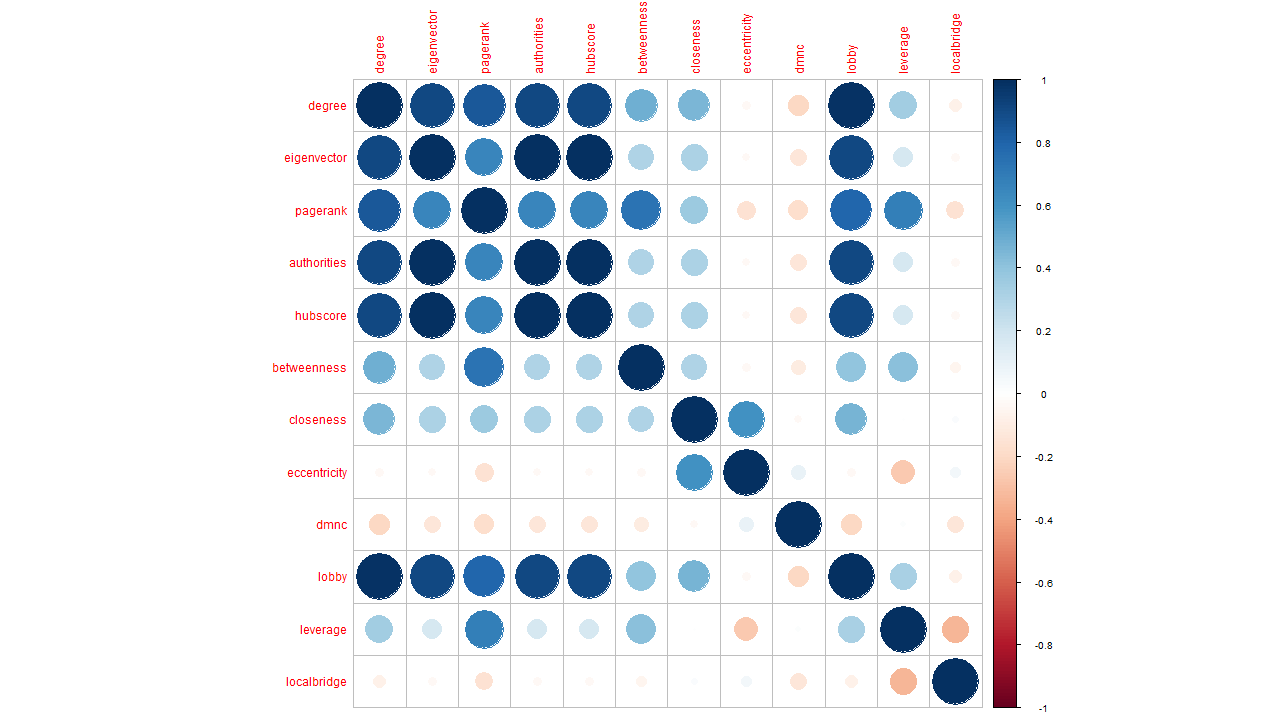 degree
eigenvector
pagerank
authorities
hubscore
betweenness
closeness
eccentricity
dmnc
lobby
leverage
localbridge
degree
eigenvector
pagerank
authorities
hubscore
betweenness
closeness
eccentricity
dmnc
lobby
leverage
localbridge
1
0.8
0.6
0.4
0.2
0
-0.2
-0.4
-0.6
-0.8
-1